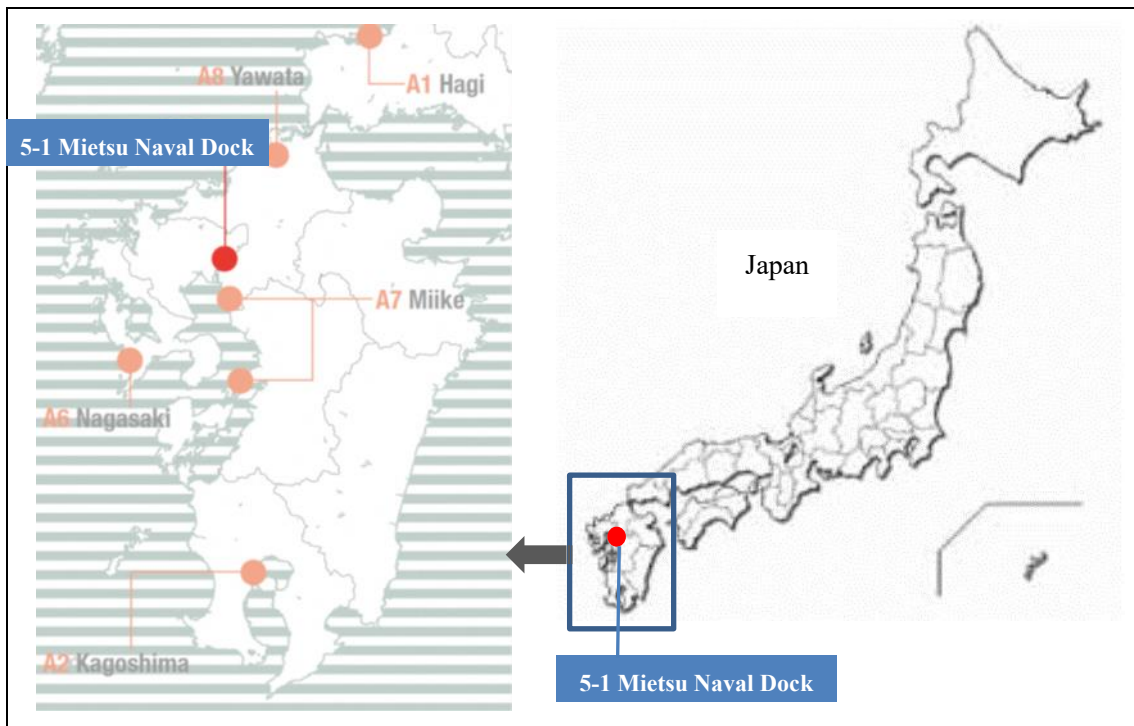 A8 Yawata
A1 Hagi
5-1 Mietsu Naval Dock
A7 Miike
A6 Nagasaki
A2 Kagoshima
Japan
5-1 Mietsu Naval Dock